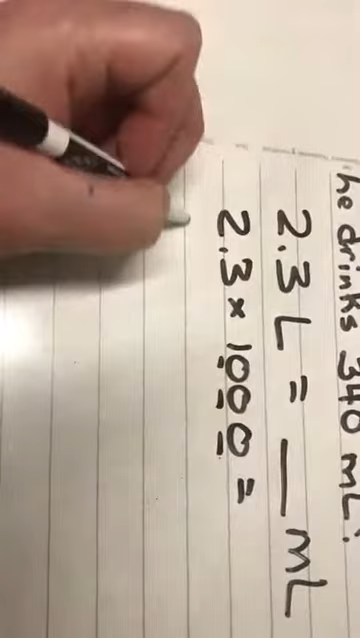 he drinks 340 mL.
2.3 L = __ mL
2.3 × 1000 =